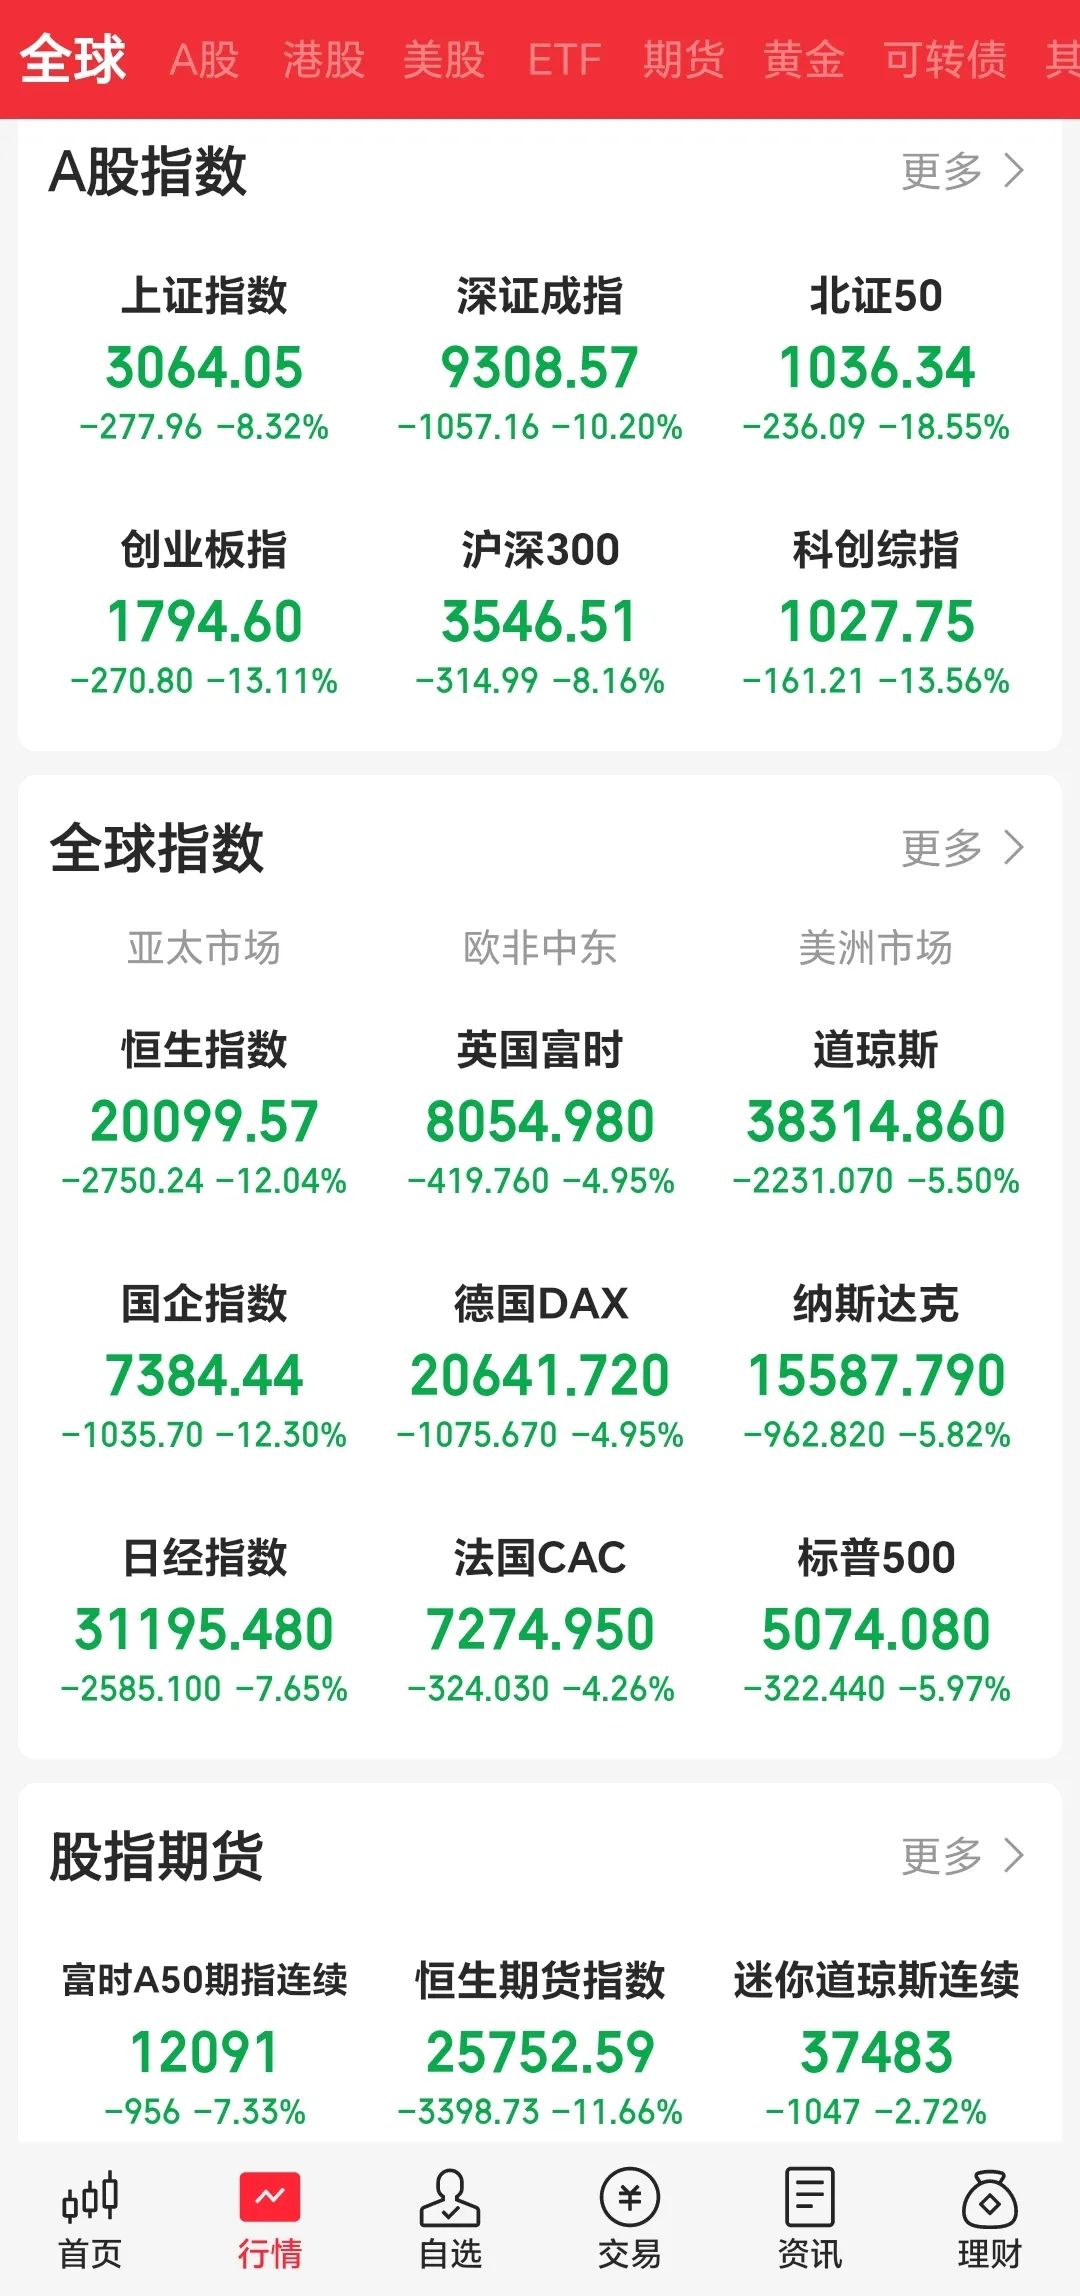 全球 A股 港股 美股 ETF 期货 黄金 可转债
A股指数 更多
上证指数 深证成指 北证50
3064.05 9308.57 1036.34
-277.96 -8.32% -1057.16 -10.20% -236.09 -18.55%
创业板指 沪深300 科创综指
1794.60 3546.51 1027.75
-270.80 -13.11% -314.99 -8.16% -161.21 -13.56%
全球指数 更多
亚太市场 欧非中东 美洲市场
恒生指数 英国富时 道琼斯
20099.57 8054.980 38314.860
-2750.24 -12.04% -419.760 -4.95% -2231.070 -5.50%
国企指数 德国DAX 纳斯达克
7384.44 20641.720 15587.790
-1035.70 -12.30% -1075.670 -4.95% -962.820 -5.82%
日经指数 法国CAC 标普500
31195.480 7274.950 5074.080
-2585.100 -7.65% -324.030 -4.26% -322.440 -5.97%
股指期货 更多
富时A50期指连续 恒生期货指数 迷你道琼斯连续
12091 25752.59 37483
-956 -7.33% -3398.73 -11.66% -1047 -2.72%
首页 行情 自选 交易 资讯 理财